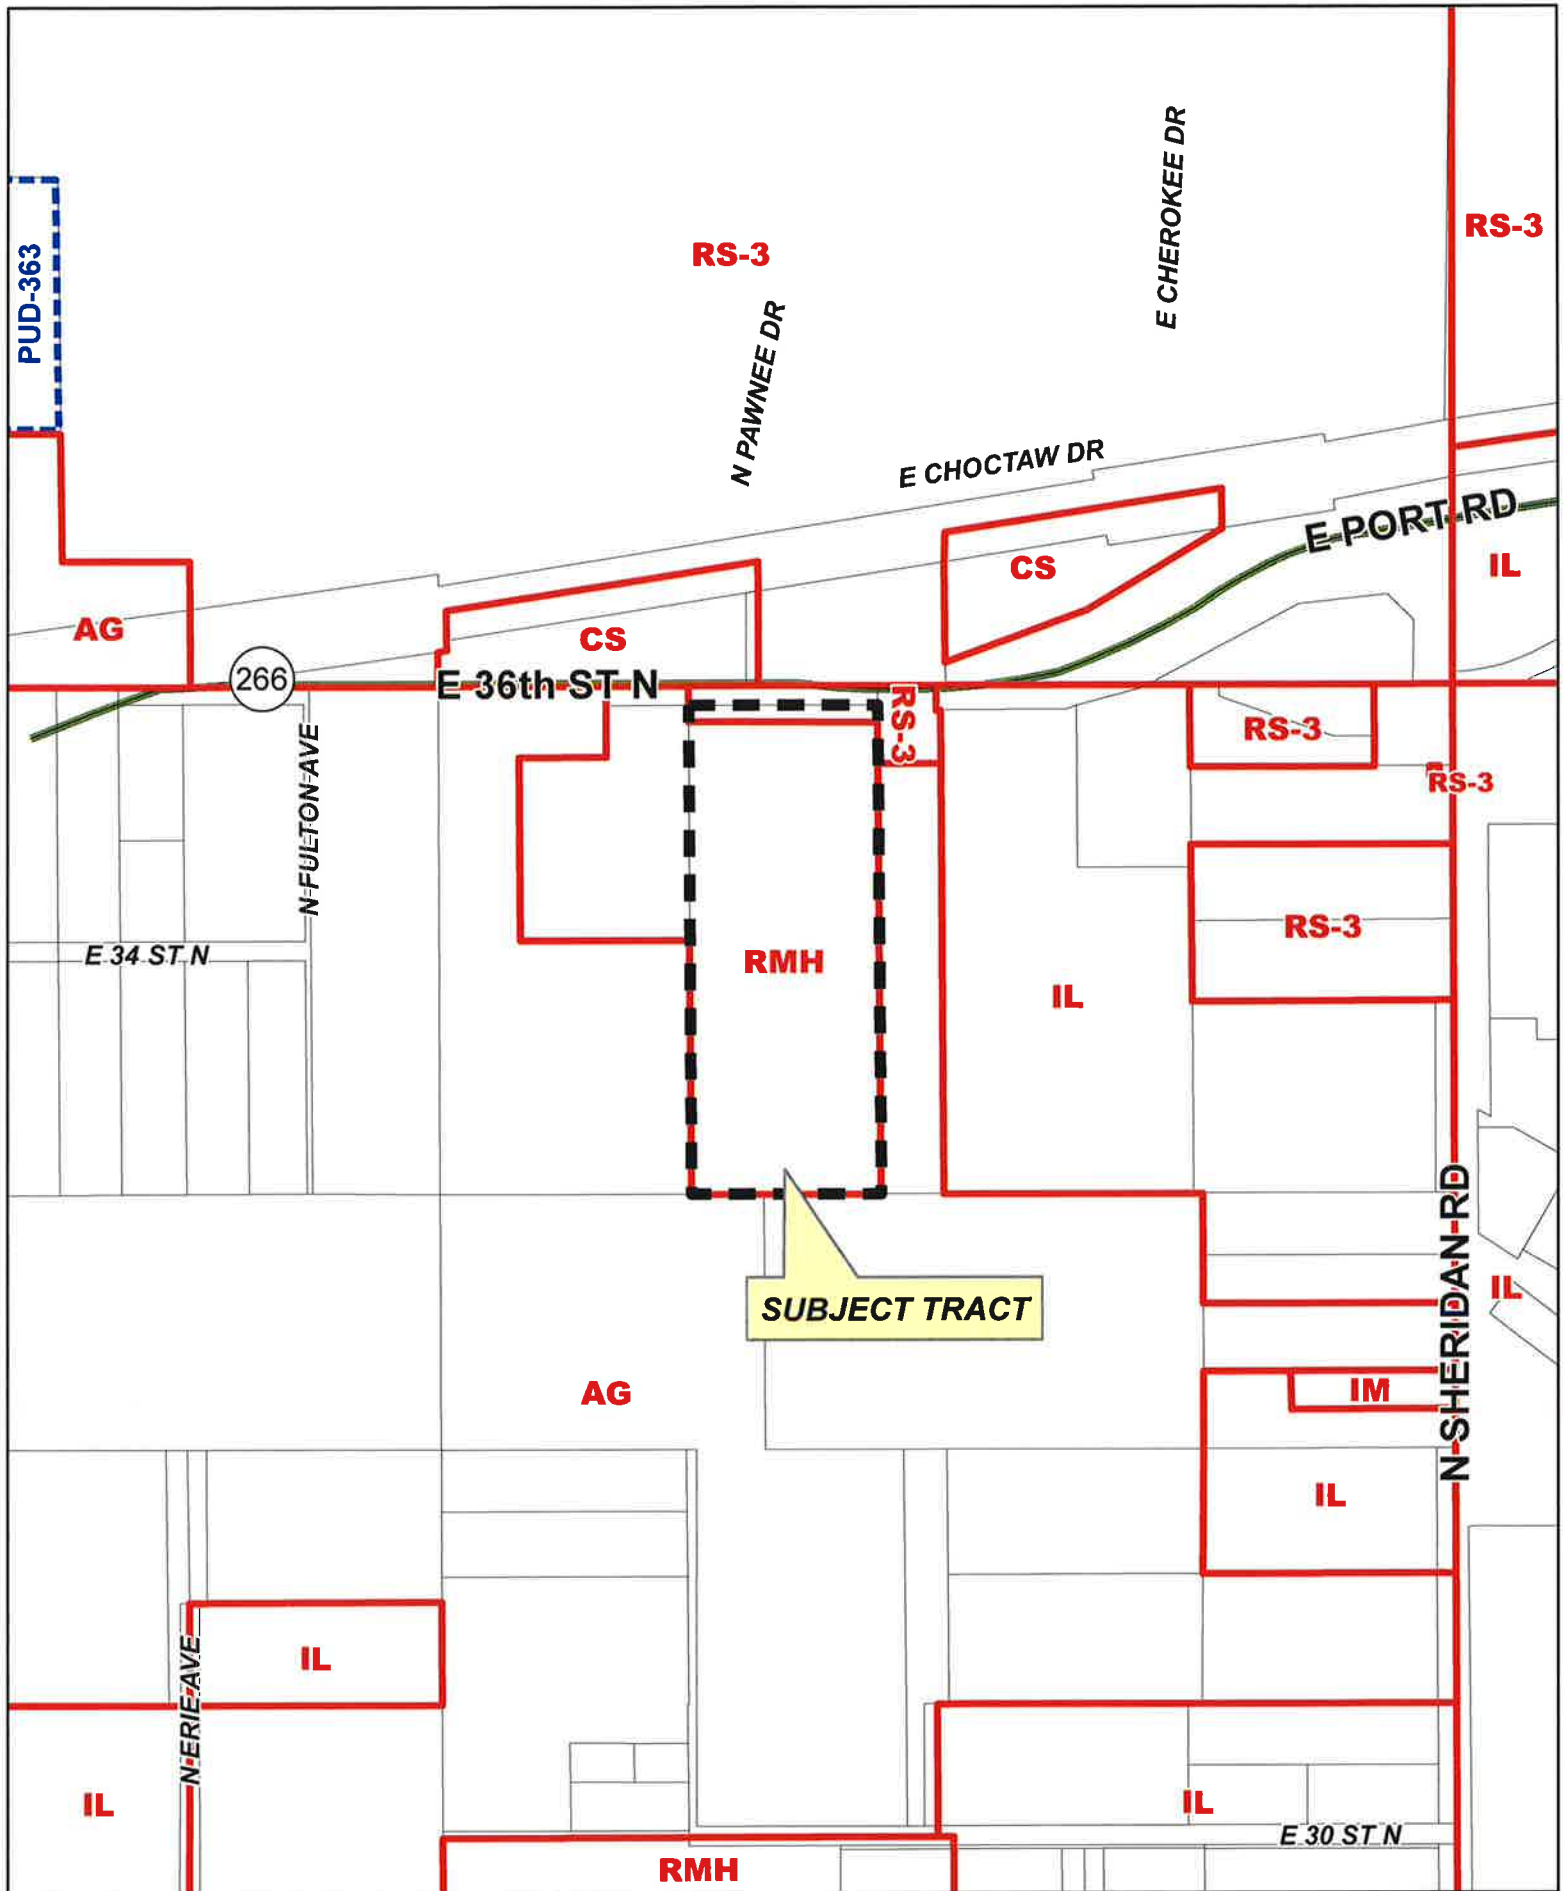 E CHEROKEE DR
RS-3
RS-3
PUD-363
N PAWNEE DR
E CHOCTAW DR
E PORT RD
CS
IL
AG
CS
266
E 36th ST N
RS-3
RS-3
RS-3
N FULTON AVE
RS-3
E 34 ST N
RMH
IL
N SHERIDAN RD
IL
SUBJECT TRACT
AG
IM
IL
IL
N ERIE AVE
IL
IL
E 30 ST N
RMH